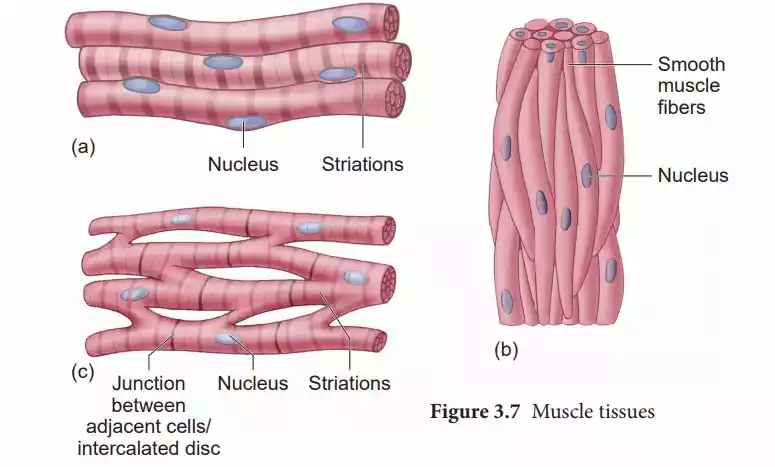 Smooth
muscle
fibers
(a)
Nucleus
Striations
Nucleus
(b)
(c)
Junction
between
adjacent cells/
intercalated disc
Nucleus
Striations
Figure 3.7 Muscle tissues